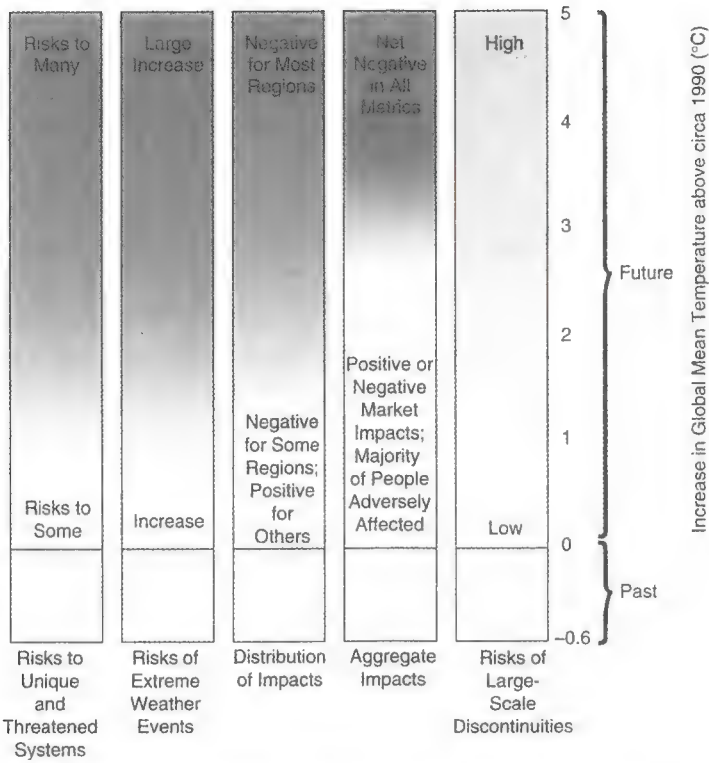 Risks to
Many
Large
Increase
Negative
for Most
Regions
Net
Negative
in All
Metrics
High
Risks to
Some
Increase
Negative
for Some
Regions;
Positive
for
Others
Positive or
Negative
Market
Impacts;
Majority
of People
Adversely
Affected
Low
5
4
3
2
1
0
–0.6
Future
Past
Increase in Global Mean Temperature above circa 1990 (°C)
Risks to
Unique
and
Threatened
Systems
Risks of
Extreme
Weather
Events
Distribution
of Impacts
Aggregate
Impacts
Risks of
Large-
Scale
Discontinuities